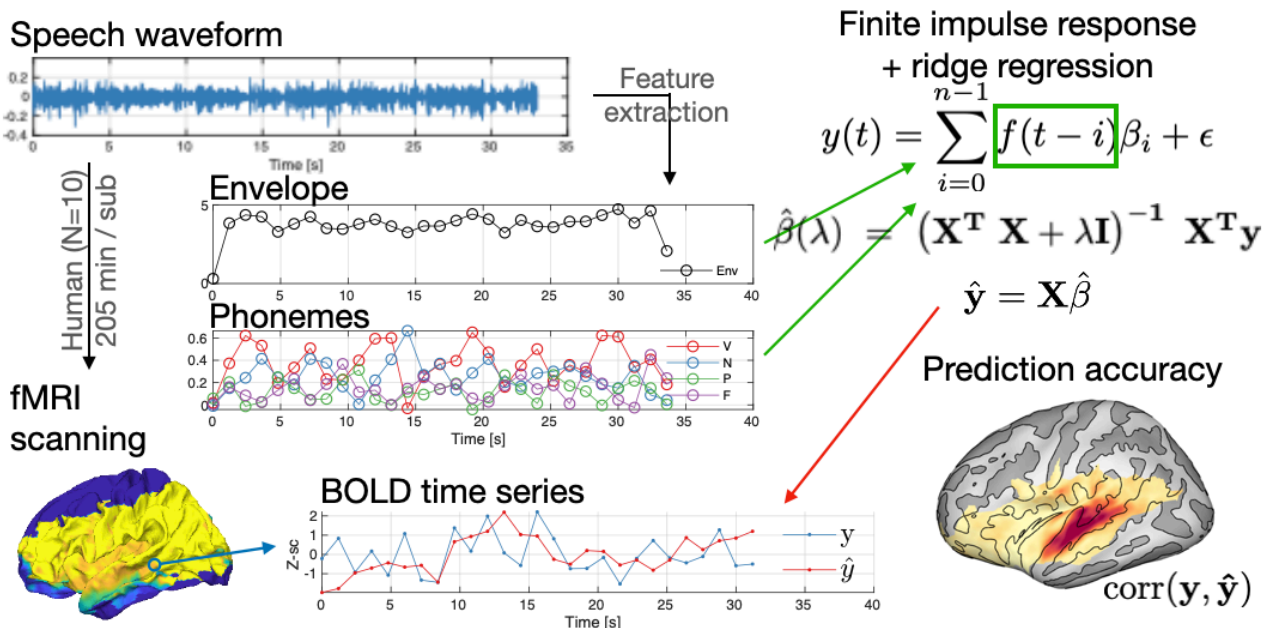 Speech waveform
0.2
0
-0.2
-0.4
0 5 10 15 20 25 30 35
Time [s]
Feature
extraction
Human (N=10)
205 min / sub
Envelope
5
0
Env
0 5 10 15 20 25 30 35 40
Phonemes
0.6
0.4
0.2
0
V
N
P
F
0 5 10 15 20 25 30 35 40
Time [s]
fMRI
scanning
BOLD time series
Z-sc
2
1
0
-1
y
ŷ
0 5 10 15 20 25 30 35 40
Time [s]
Finite impulse response
+ ridge regression
y(t) = ∑_{i=0}^{n-1} f(t − i)β_i + ϵ
β̂(λ) = (X^T X + λI)^{−1} X^T y
ŷ = Xβ̂
Prediction accuracy
corr(y, ŷ)